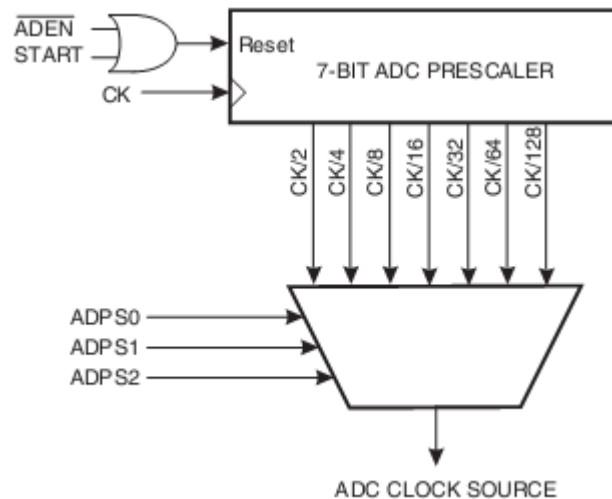 ADEN
START
Reset
7-BIT ADC PRESCALER
CK
CK/2
CK/4
CK/8
CK/16
CK/32
CK/64
CK/128
ADPS0
ADPS1
ADPS2
ADC CLOCK SOURCE